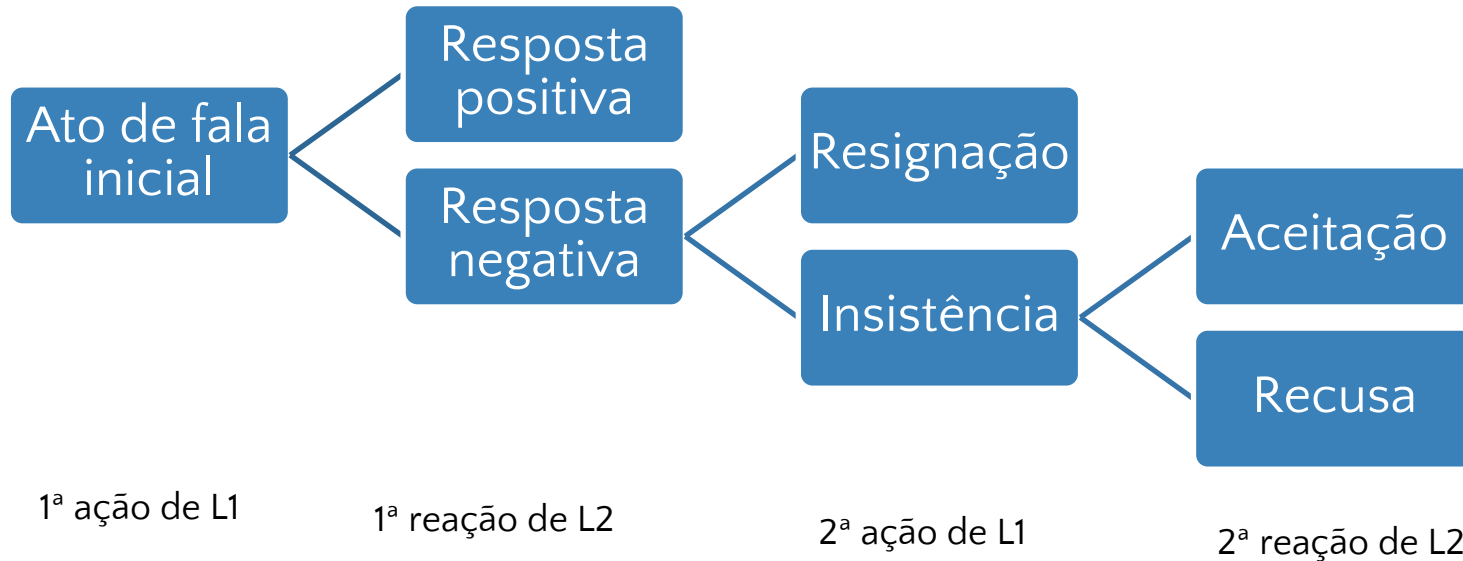 Ato de fala
inicial
Resposta
positiva
Resposta
negativa
Resignação
Insistência
Aceitação
Recusa
1ª ação de L1
1ª reação de L2
2ª ação de L1
2ª reação de L2